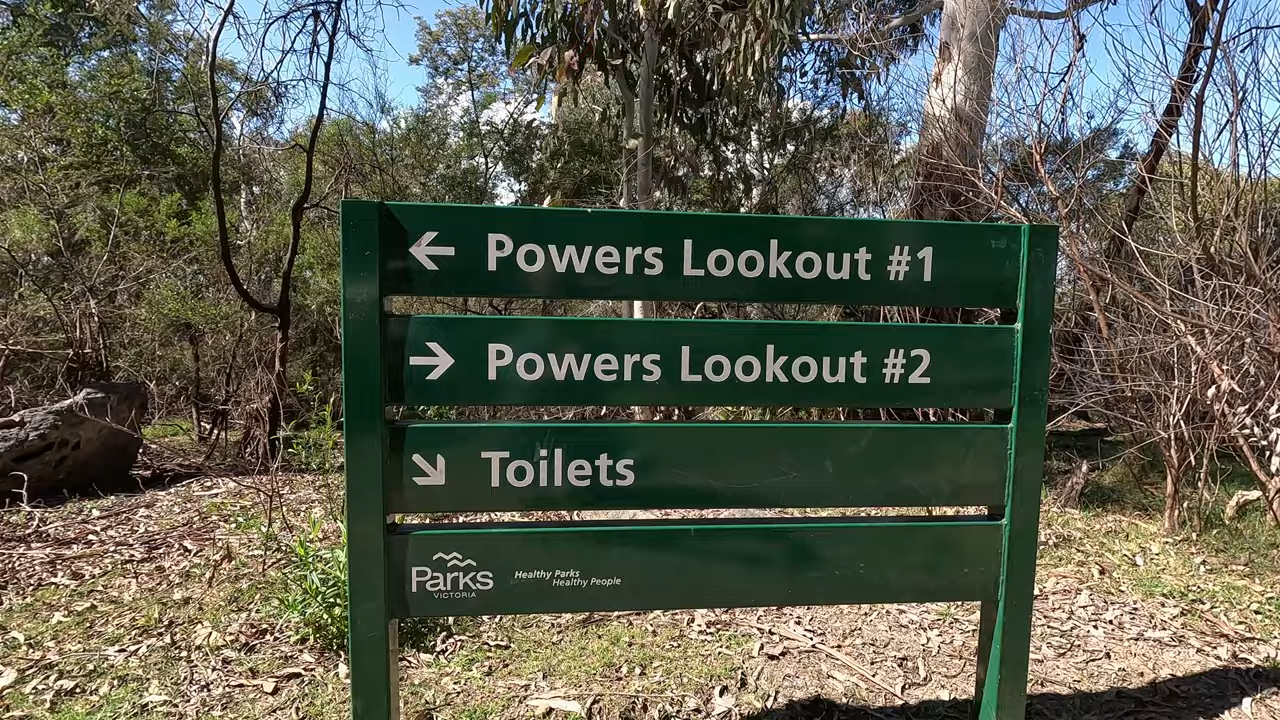 ← Powers Lookout #1
→ Powers Lookout #2
↘ Toilets
Parks
VICTORIA
Healthy Parks
Healthy People